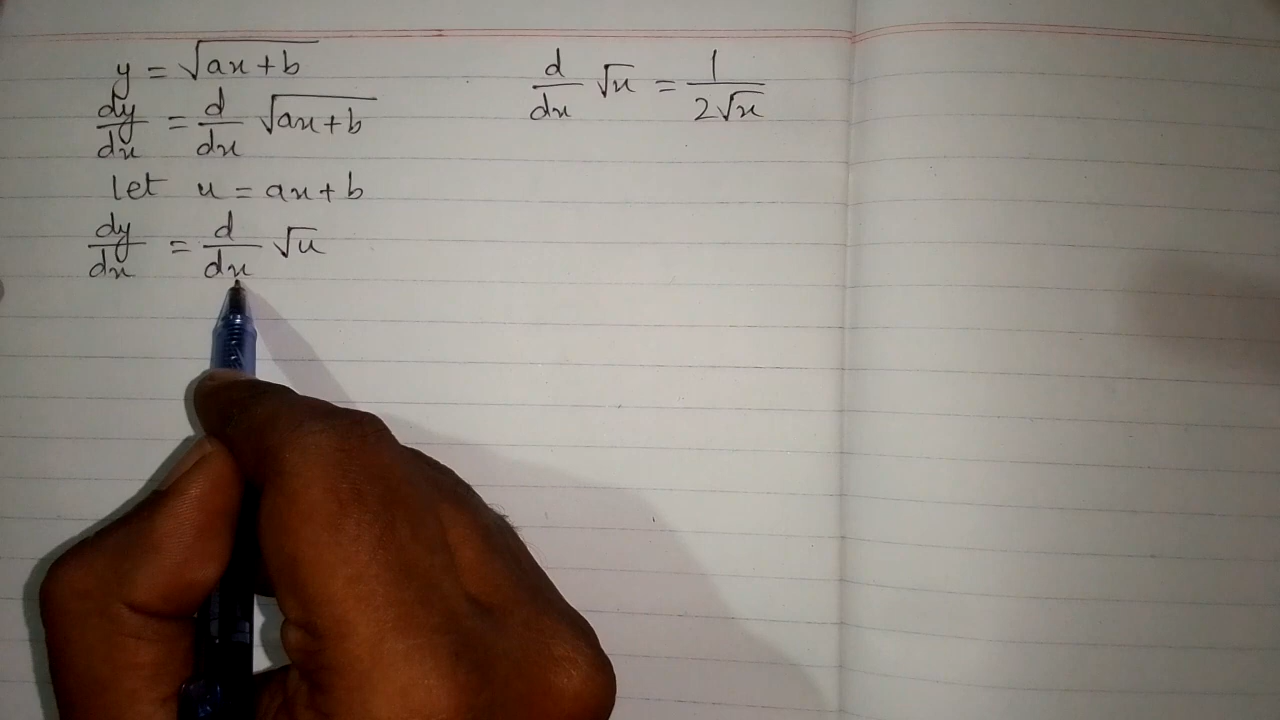 y = √(ax+b)
dy/dx = d/dx √(ax+b)
let u = ax+b
dy/dx = d/dx √u
d/dx √x = 1/(2√x)